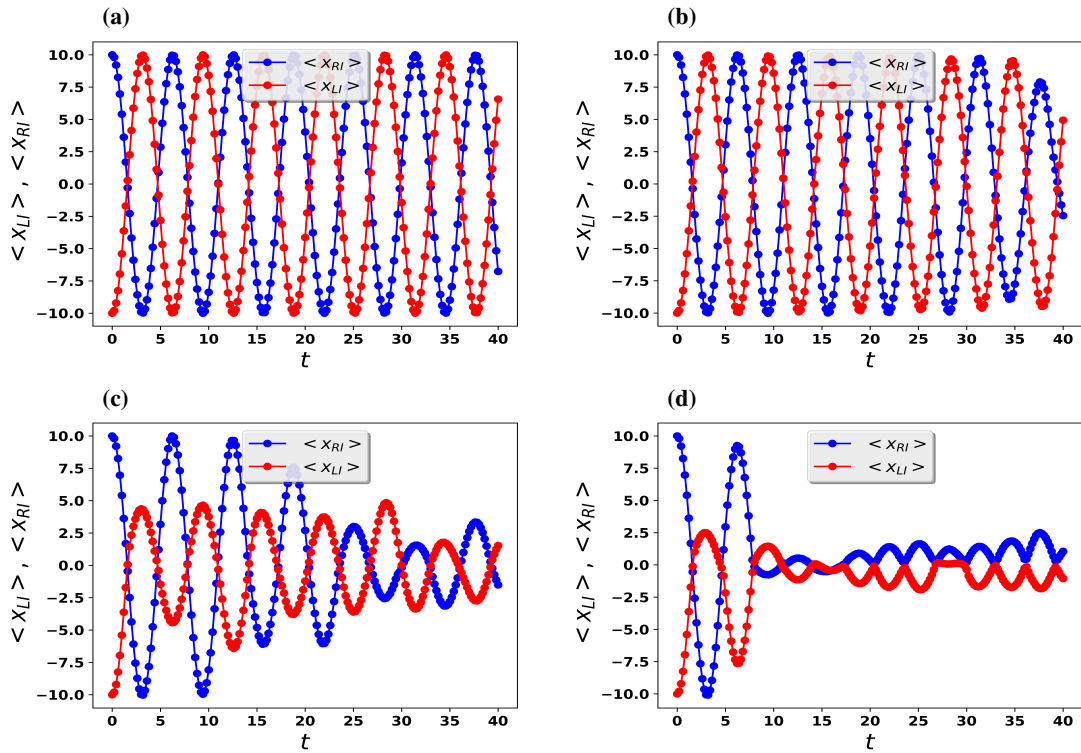 (a)
10.0
7.5
5.0
2.5
0.0
−2.5
−5.0
−7.5
−10.0
< x_{LI} > , < x_{RI} >
< x_{RI} >
< x_{LI} >
0 5 10 15 20 25 30 35 40
t
(b)
10.0
7.5
5.0
2.5
0.0
−2.5
−5.0
−7.5
−10.0
< x_{LI} > , < x_{RI} >
< x_{RI} >
< x_{LI} >
0 5 10 15 20 25 30 35 40
t
(c)
10.0
7.5
5.0
2.5
0.0
−2.5
−5.0
−7.5
−10.0
< x_{LI} > , < x_{RI} >
< x_{RI} >
< x_{LI} >
0 5 10 15 20 25 30 35 40
t
(d)
10.0
7.5
5.0
2.5
0.0
−2.5
−5.0
−7.5
−10.0
< x_{LI} > , < x_{RI} >
< x_{RI} >
< x_{LI} >
0 5 10 15 20 25 30 35 40
t